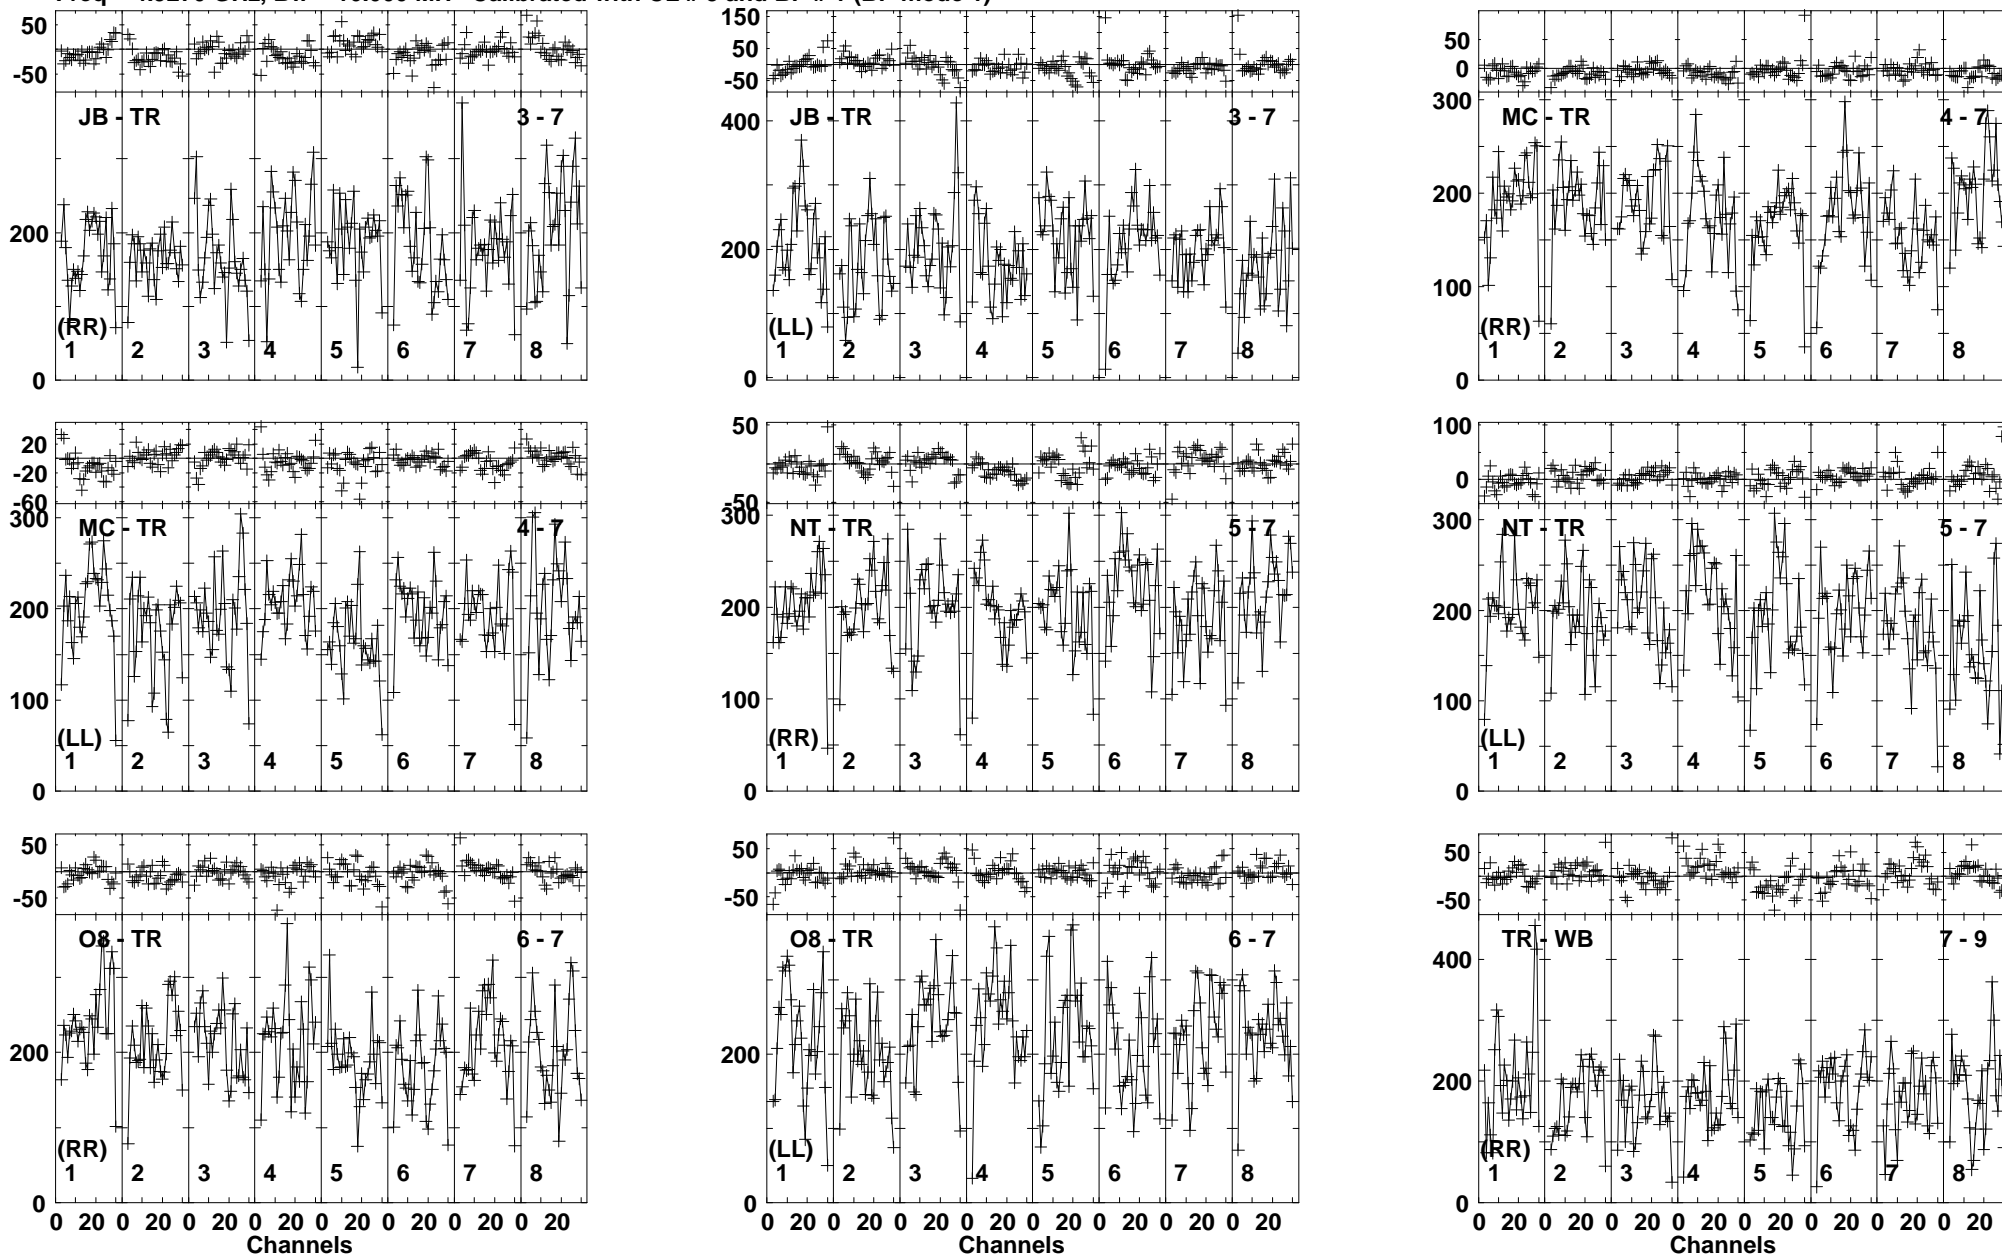 50 -50 JB - TR 3 - 7 200 (RR) 0 1 2 3 4 5 6 7 8
150 50 -50 JB - TR 3 - 7 400 200 (LL) 0 1 2 3 4 5 6 7 8
50 0 MC - TR 4 - 7 300 200 100 (RR) 0 1 2 3 4 5 6 7 8
20 -20 -60 MC - TR 4 - 7 300 200 100 (LL) 0 1 2 3 4 5 6 7 8
50 -50 NT - TR 5 - 7 300 200 100 (RR) 0 1 2 3 4 5 6 7 8
100 0 NT - TR 5 - 7 300 200 100 (LL) 0 1 2 3 4 5 6 7 8
50 -50 O8 - TR 6 - 7 200 (RR) 0 1 2 3 4 5 6 7 8
50 -50 O8 - TR 6 - 7 200 (LL) 0 1 2 3 4 5 6 7 8
50 -50 TR - WB 7 - 9 400 200 (RR) 0 1 2 3 4 5 6 7 8
0 20 0 20 0 20 0 20 0 20 0 20 0 20 0 20
Channels
0 20 0 20 0 20 0 20 0 20 0 20 0 20 0 20
Channels
0 20 0 20 0 20 0 20 0 20 0 20 0 20 0 20
Channels